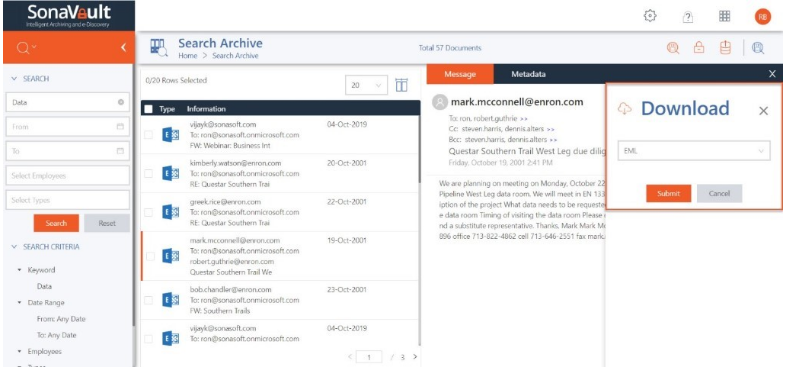 SonaVault
Intelligent Archiving and e-Discovery
RE
Search Archive
Home > Search Archive
Total 57 Documents
SEARCH
Data
From
To
Select Employees
Select Types
Search Reset
SEARCH CRITERIA
Keyword
Data
Date Range
From: Any Date
To: Any Date
Employees
0/20 Rows Selected
20
Type Information
vijayk@sonasoft.com 04-Oct-2019
To: ron@sonasoft.onmicrosoft.com
FW: Webinar: Business Int
kimberly.watson@enron.com 20-Oct-2001
To: ron@sonasoft.onmicrosoft.com
RE: Questar Southern Trai
greek.rice@enron.com 22-Oct-2001
To: ron@sonasoft.onmicrosoft.com
RE: Questar Southern Trai
mark.mcconnell@enron.com 19-Oct-2001
To: ron@sonasoft.onmicrosoft.com
robert.guthrie@enron.com
Questar Southern Trail We
bob.chandler@enron.com 23-Oct-2001
To: ron@sonasoft.onmicrosoft.com
FW: Southern Trails
vijayk@sonasoft.com 04-Oct-2019
To: ron@sonasoft.onmicrosoft.com
< 1 / 3 >
Message Metadata X
mark.mcconnell@enron.com
To: ron, robert.guthrie >>
Cc: steven.harris, dennis.alters >>
Bcc: steven.harris, dennis.alters >>
Questar Southern Trail West Leg due dilig
Friday, October 19, 2001 2:41 PM
We are planning on meeting on Monday, October 22
Pipeline West Leg data room. We will meet in EN 133
iption of the project What data needs to be requeste
e data room Timing of visiting the data room Please
nd a substitute representative. Thanks, Mark Mark Mc
896 office 713-822-4862 cell 713-646-2551 fax mark.
Download ×
EML
Submit Cancel